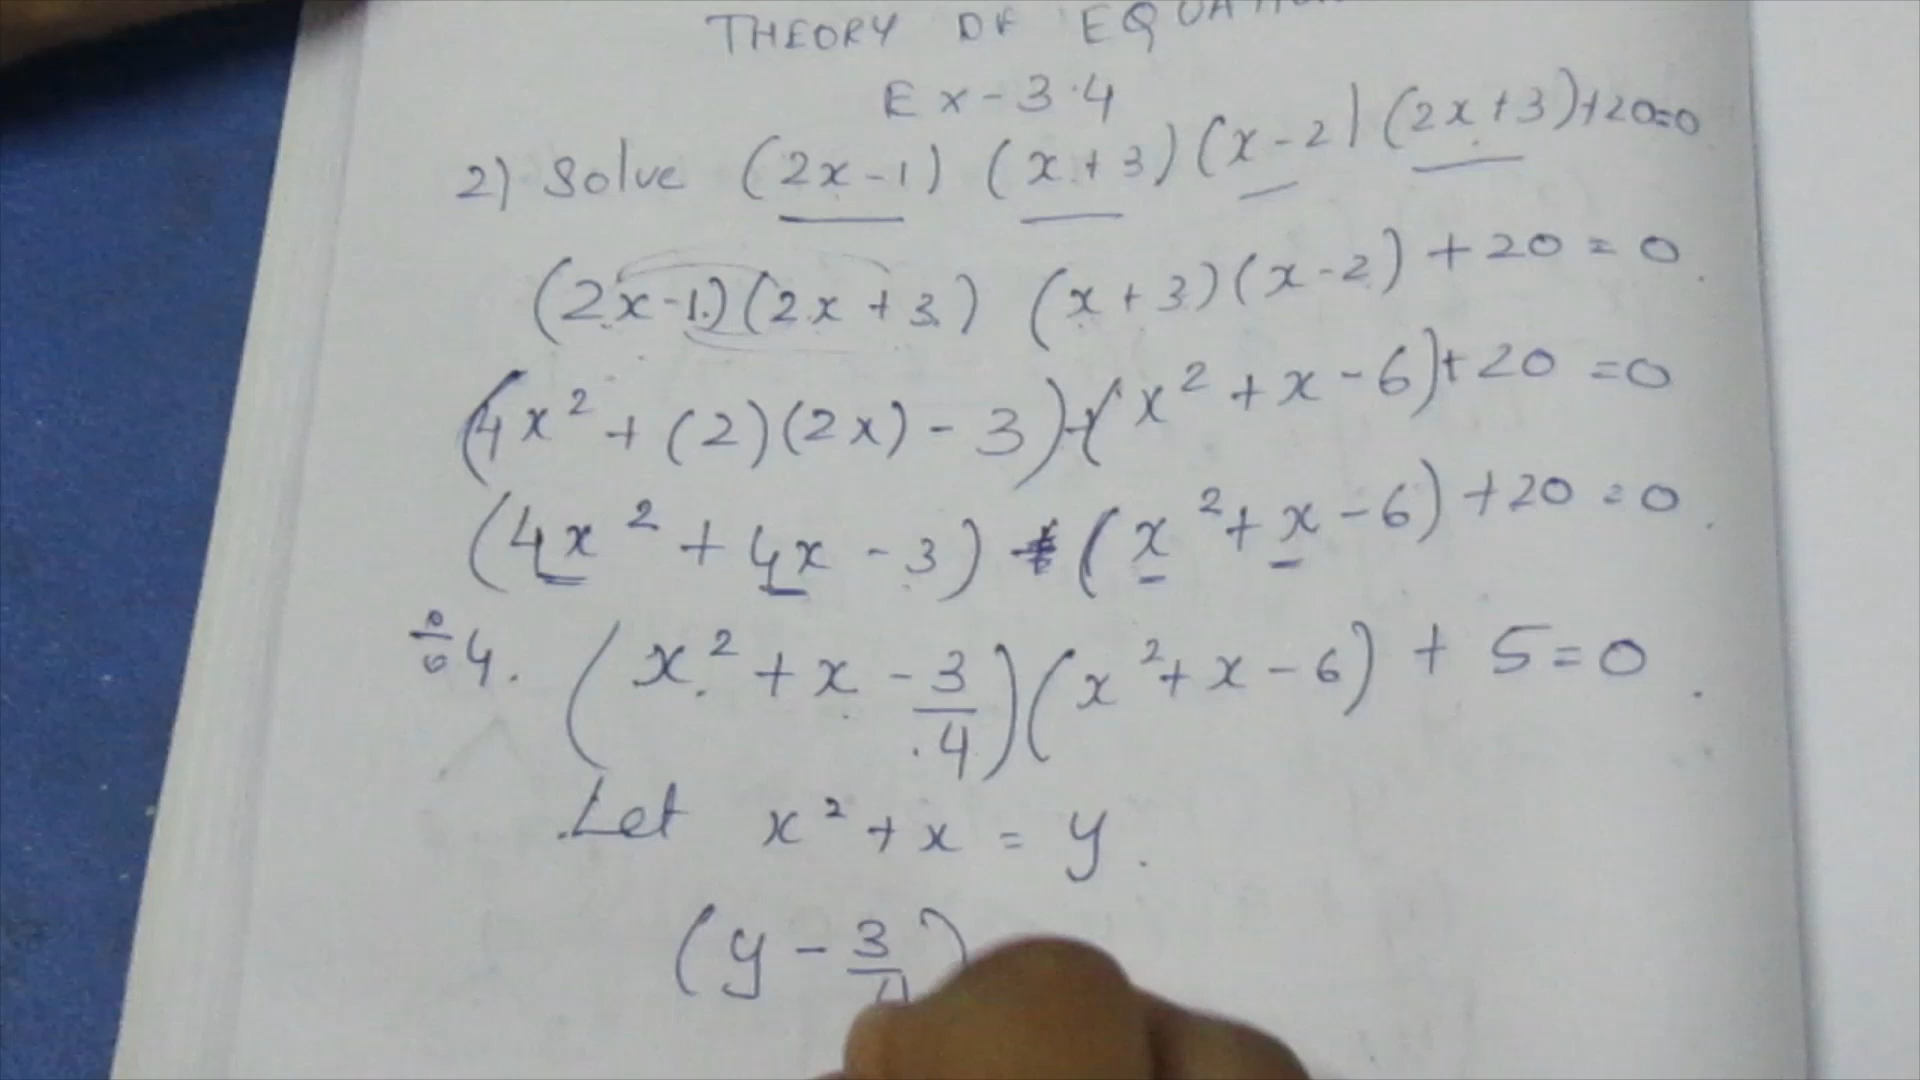 THEORY OF EQUATION
Ex-3.4
2) Solve (2x-1) (x+3) (x-2) (2x+3)+20=0
(2x-1)(2x+3) (x+3)(x-2)+20=0
(4x²+(2)(2x)-3)(x²+x-6)+20=0
(4x²+4x-3) (x²+x-6)+20=0
÷4. (x²+x-3/4)(x²+x-6)+5=0
Let x²+x=y.
(y-3/4)